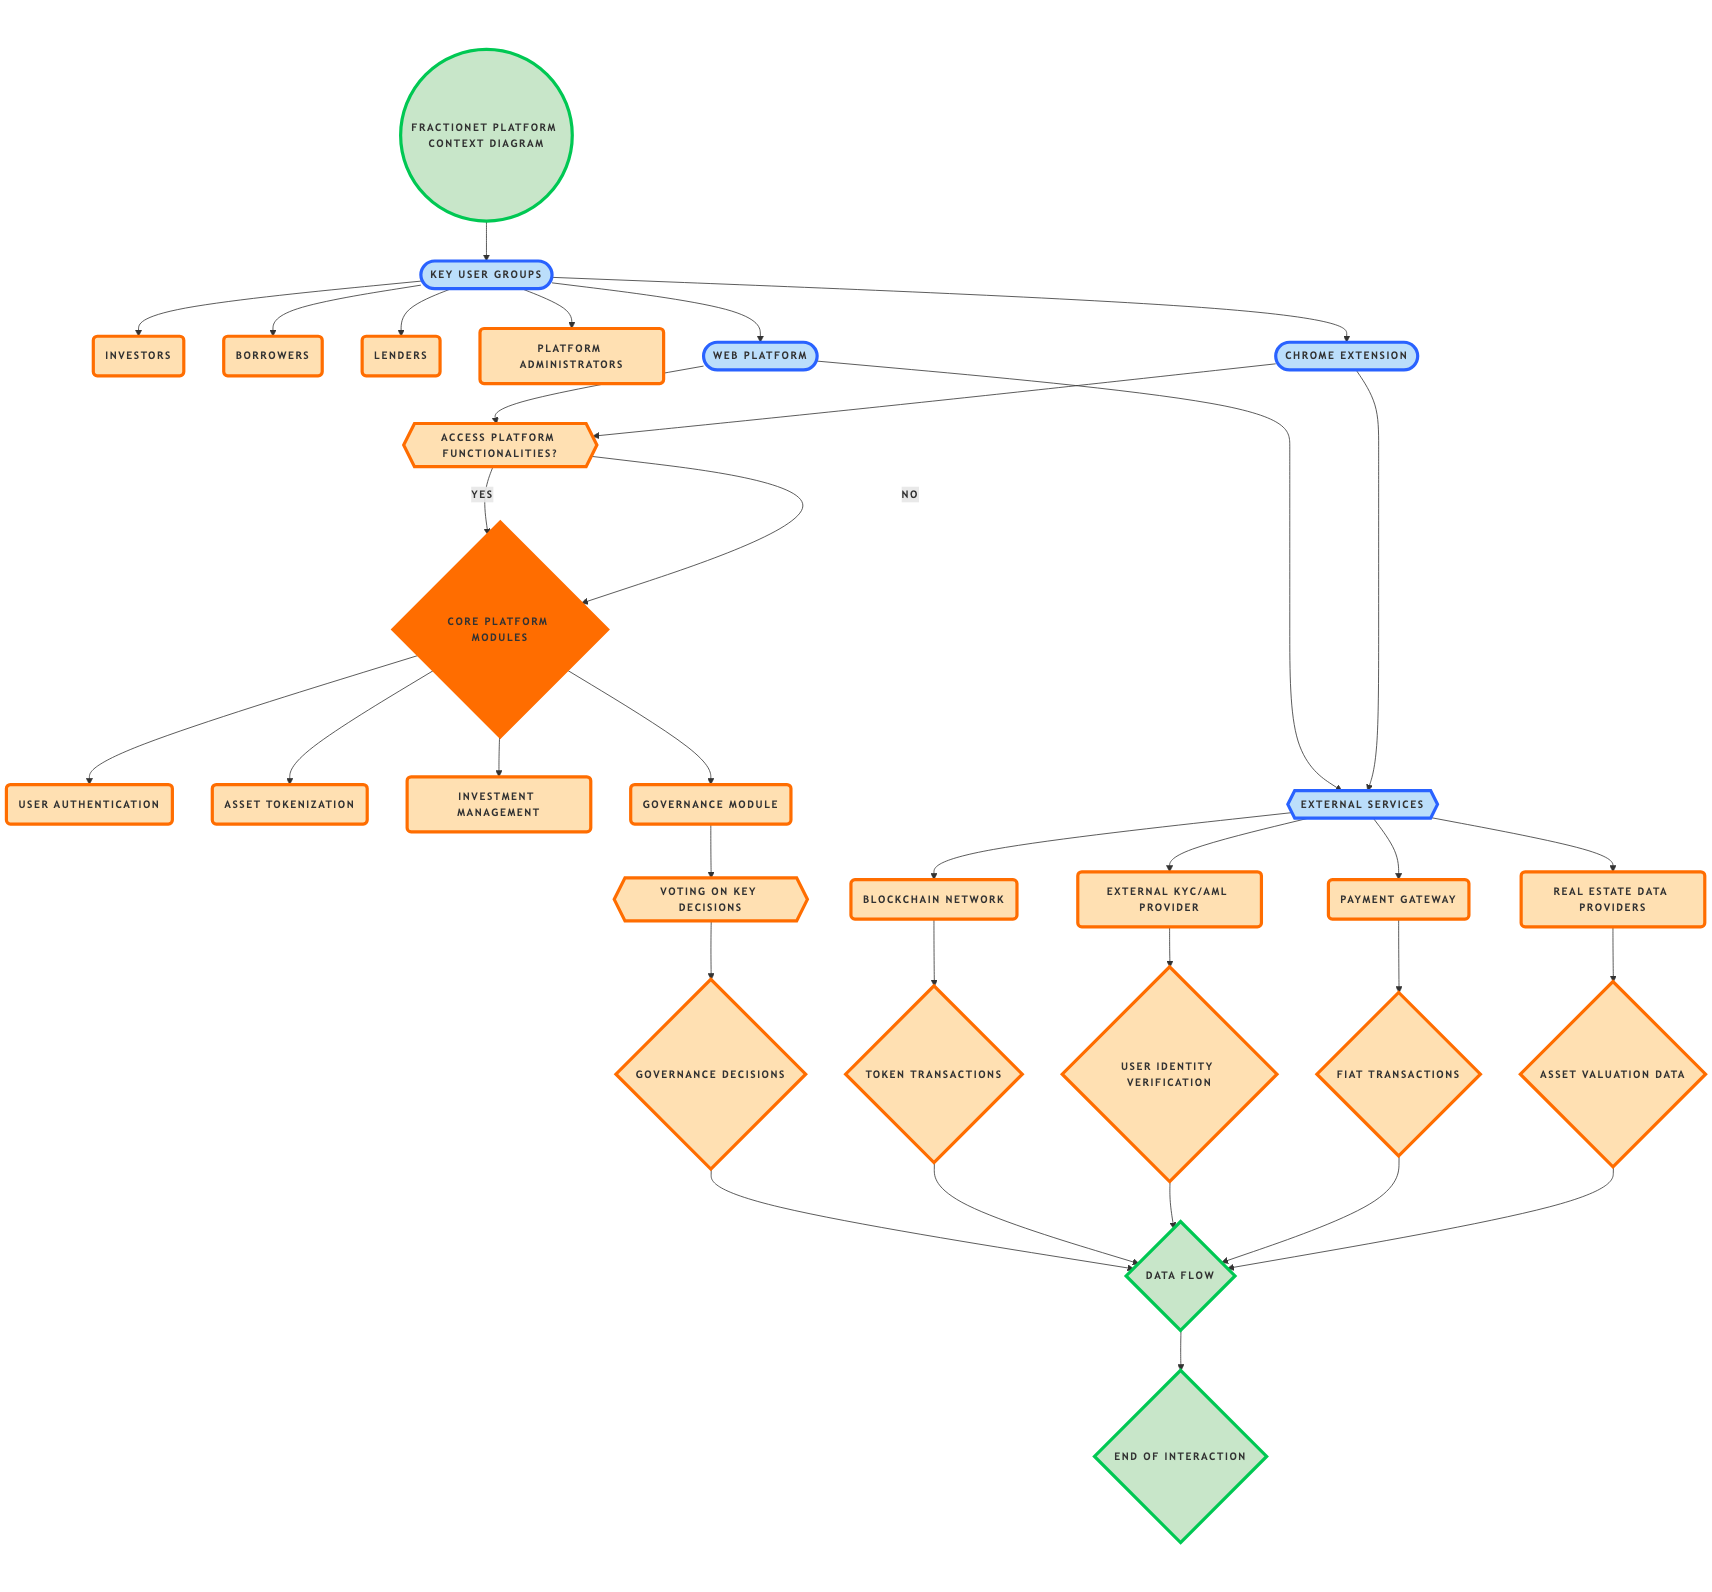 FRACTIONET PLATFORM
CONTEXT DIAGRAM
KEY USER GROUPS
INVESTORS
BORROWERS
LENDERS
PLATFORM
ADMINISTRATORS
WEB PLATFORM
CHROME EXTENSION
ACCESS PLATFORM
FUNCTIONALITIES?
YES
NO
CORE PLATFORM
MODULES
USER AUTHENTICATION
ASSET TOKENIZATION
INVESTMENT
MANAGEMENT
GOVERNANCE MODULE
EXTERNAL SERVICES
VOTING ON KEY
DECISIONS
BLOCKCHAIN NETWORK
EXTERNAL KYC/AML
PROVIDER
PAYMENT GATEWAY
REAL ESTATE DATA
PROVIDERS
GOVERNANCE DECISIONS
TOKEN TRANSACTIONS
USER IDENTITY
VERIFICATION
FIAT TRANSACTIONS
ASSET VALUATION DATA
DATA FLOW
END OF INTERACTION